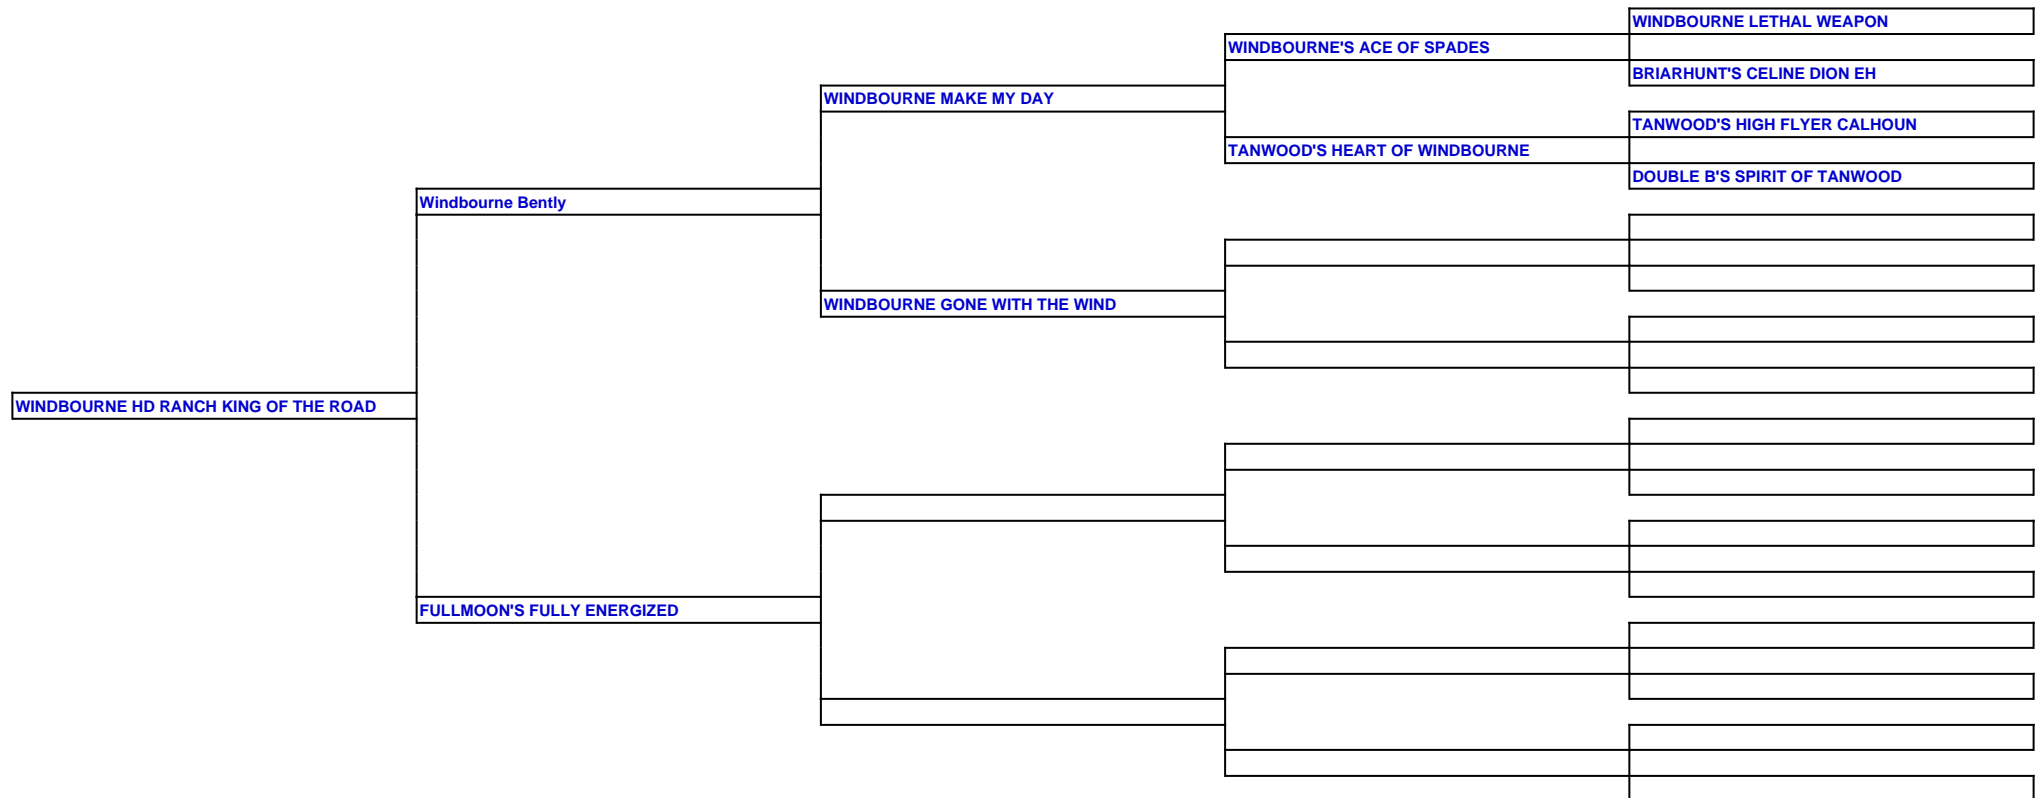 WINDBOURNE LETHAL WEAPON
WINDBOURNE'S ACE OF SPADES
BRIARHUNT'S CELINE DION EH
WINDBOURNE MAKE MY DAY
TANWOOD'S HIGH FLYER CALHOUN
TANWOOD'S HEART OF WINDBOURNE
DOUBLE B'S SPIRIT OF TANWOOD
Windbourne Bently
WINDBOURNE GONE WITH THE WIND
WINDBOURNE HD RANCH KING OF THE ROAD
FULLMOON'S FULLY ENERGIZED